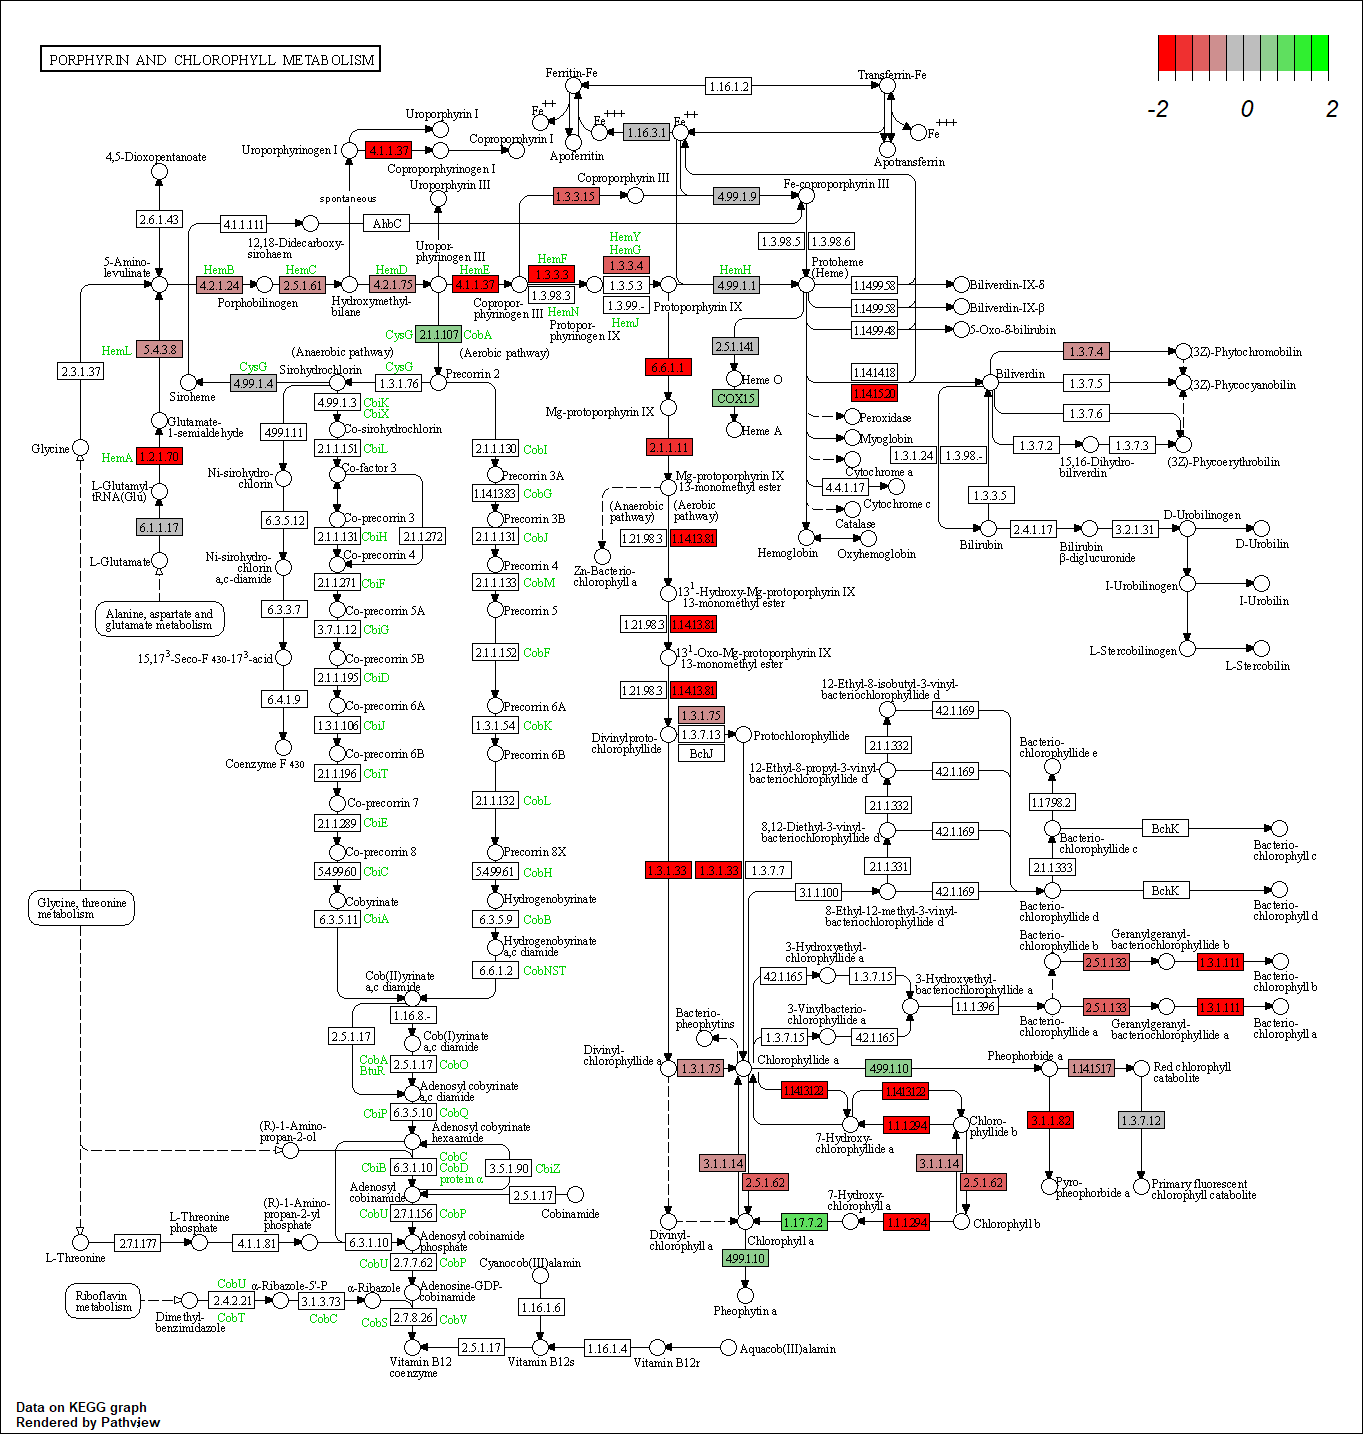 PORPHYRIN AND CHLOROPHYLL METABOLISM
-2 0 2
Ferritin-Fe
1.16.1.2
Transferrin-Fe
Fe++
Fe+++
1.16.3.1
Fe++
Fe+++
Apoferritin
Apotransferrin
Uroporphyrin I
Uroporphyrinogen I
4.1.1.37
Coproporphyrin I
Coproporphyrinogen I
4,5-Dioxopentanoate
Uroporphyrin III
Coproporphyrin III
Fe-coproporphyrin III
spontaneous
1.3.3.15
4.99.1.9
2.6.1.43
4.1.1.111
AhbC
12,18-Didecarboxy-
sirohaem
Uropor-
phyrinogen III
HemY
HemG
1.3.98.5
1.3.98.6
5-Amino-
levulinate
HemB
HemC
HemD
HemE
HemF
HemH
Protoheme
(Heme)
4.2.1.24
2.5.1.61
4.2.1.75
4.1.1.37
1.3.3.3
1.3.3.4
4.99.1.1
1.3.98.3
1.3.5.3
1.3.99.-
HemN
HemJ
Porphobilinogen
Hydroxymethyl-
bilane
Copropor-
phyrinogen III
Protopor-
phyrinogen IX
Protoporphyrin IX
1.14.99.58
Biliverdin-IX-δ
1.14.99.58
Biliverdin-IX-β
1.14.99.48
5-Oxo-δ-bilirubin
CysG
2.1.1.107
CobA
HemL
5.4.3.8
(Anaerobic pathway)
(Aerobic pathway)
2.5.1.141
1.3.7.4
(3Z)-Phytochromobilin
2.3.1.37
CysG
4.99.1.4
Sirohydrochlorin
CysG
1.3.1.76
Precorrin 2
Siroheme
6.6.1.1
Heme O
1.14.14.18
1.14.15.20
Biliverdin
1.3.7.5
(3Z)-Phycocyanobilin
4.99.1.3
CbiK
CbiX
COX15
Heme A
Mg-protoporphyrin IX
Peroxidase
1.3.7.6
Glutamate-
1-semialdehyde
4.99.1.11
Co-sirohydrochlorin
Myoglobin
Glycine
HemA
1.2.1.70
2.1.1.151
CbiL
2.1.1.130
CobI
2.1.1.11
1.3.1.24
1.3.98.-
1.3.7.2
1.3.7.3
15,16-Dihydro-
biliverdin
(3Z)-Phycoerythrobilin
Ni-sirohydro-
chlorin
Co-factor 3
Precorrin 3A
Mg-protoporphyrin IX
13-monomethyl ester
Cytochrome a
4.4.1.17
Cytochrome c
L-Glutamyl-
tRNA(Glu)
1.14.13.83
CobG
1.3.3.5
6.1.1.17
6.3.5.12
Co-precorrin 3
Precorrin 3B
(Anaerobic
pathway)
(Aerobic
pathway)
Catalase
2.1.1.131
CbiH
2.1.1.272
2.1.1.131
CobJ
1.21.98.3
1.14.13.81
Hemoglobin
Oxyhemoglobin
Bilirubin
2.4.1.17
Bilirubin
β-diglucuronide
3.2.1.31
D-Urobilinogen
D-Urobilin
L-Glutamate
Ni-sirohydro-
chlorin
a,c-diamide
Co-precorrin 4
Precorrin 4
Zn-Bacterio-
chlorophyll a
2.1.1.271
CbiF
2.1.1.133
CobM
I-Urobilinogen
I-Urobilin
Alanine, aspartate and
glutamate metabolism
6.3.3.7
Co-precorrin 5A
Precorrin 5
13¹-Hydroxy-Mg-protoporphyrin IX
13-monomethyl ester
3.7.1.12
CbiG
1.21.98.3
1.14.13.81
15,17³-Seco-F 430-17³-acid
Co-precorrin 5B
2.1.1.152
CobF
13¹-Oxo-Mg-protoporphyrin IX
13-monomethyl ester
L-Stercobilinogen
L-Stercobilin
2.1.1.195
CbiD
1.21.98.3
1.14.13.81
12-Ethyl-8-isobutyl-3-vinyl-
bacteriochlorophyllide d
6.4.1.9
Co-precorrin 6A
Precorrin 6A
4.2.1.169
1.3.1.106
CbiJ
1.3.1.54
CobK
1.3.1.75
1.3.7.13
BchJ
Divinylproto-
chlorophyllide
Protochlorophyllide
2.1.1.332
Bacterio-
chlorophyllide e
Coenzyme F 430
Co-precorrin 6B
Precorrin 6B
12-Ethyl-8-propyl-3-vinyl-
bacteriochlorophyllide d
4.2.1.169
2.1.1.196
CbiT
Co-precorrin 7
2.1.1.132
CobL
2.1.1.332
1.17.98.2
2.1.1.289
CbiE
8,12-Diethyl-3-vinyl-
bacteriochlorophyllide d
4.2.1.169
Bacterio-
chlorophyllide c
BchK
Bacterio-
chlorophyll c
Co-precorrin 8
Precorrin 8X
2.1.1.331
2.1.1.333
5.4.99.60
CbiC
5.4.99.61
CobH
1.3.1.33
1.3.1.33
1.3.7.7
3.1.1.100
4.2.1.169
BchK
Glycine, threonine
metabolism
Cobyrinate
Hydrogenobyrinate
8-Ethyl-12-methyl-3-vinyl-
bacteriochlorophyllide d
Bacterio-
chlorophyllide d
Bacterio-
chlorophyll d
6.3.5.11
CbiA
6.3.5.9
CobB
Hydrogenobyrinate
a,c diamide
3-Hydroxyethyl-
chlorophyllide a
Bacterio-
chlorophyllide b
Geranylgeranyl-
bacteriochlorophyllide b
Cob(II)yrinate
a,c diamide
6.6.1.2
CobNST
4.2.1.165
1.3.7.15
3-Hydroxyethyl-
bacteriochlorophyllide a
2.5.1.133
1.3.1.111
Bacterio-
chlorophyll b
1.16.8.-
Bacterio-
pheophytins
3-Vinylbacterio-
chlorophyllide a
1.1.1.396
2.5.1.133
1.3.1.111
2.5.1.17
Cob(I)yrinate
a,c diamide
1.3.7.15
4.2.1.165
Bacterio-
chlorophyllide a
Geranylgeranyl-
bacteriochlorophyllide a
Bacterio-
chlorophyll a
CobA
BtuR
2.5.1.17
CobO
Divinyl-
chlorophyllide a
1.3.1.75
Chlorophyllide a
4.99.1.10
Pheophorbide a
1.14.15.17
Red chlorophyll
catabolite
Adenosyl cobyrinate
a,c diamide
1.14.13.122
1.14.13.122
CbiP
6.3.5.10
CobQ
3.1.1.82
1.3.7.12
(R)-1-Amino-
propan-2-ol
Adenosyl cobyrinate
hexaamide
7-Hydroxy-
chlorophyllide a
1.1.1.294
Chloro-
phyllide b
CbiB
6.3.1.10
CobC
CobD
protein α
3.5.1.90
CbiZ
3.1.1.14
2.5.1.62
3.1.1.14
2.5.1.62
Adenosyl
cobinamide
2.5.1.17
Cobinamide
Pyro-
pheophorbide a
Primary fluorescent
chlorophyll catabolite
L-Threonine
phosphate
(R)-1-Amino-
propan-2-yl
phosphate
CobU
2.7.1.156
CobP
7-Hydroxy-
chlorophyll a
L-Threonine
2.7.1.177
4.1.1.81
6.3.1.10
Adenosyl cobinamide
phosphate
Divinyl-
chlorophyll a
Chlorophyll a
1.17.7.2
1.1.1.294
Chlorophyll b
CobU
2.7.7.62
CobP
Cyanocob(III)alamin
4.99.1.10
Riboflavin
metabolism
CobU
α-Ribazole-5'-P
α-Ribazole
Adenosine-GDP-
cobinamide
Dimethyl-
benzimidazole
2.4.2.21
3.1.3.73
1.16.1.6
Pheophytin a
CobT
CobC
CobS
2.7.8.26
CobV
Vitamin B12
coenzyme
2.5.1.17
Vitamin B12s
1.16.1.4
Vitamin B12r
Aquacob(III)alamin
Data on KEGG graph
Rendered by Pathview